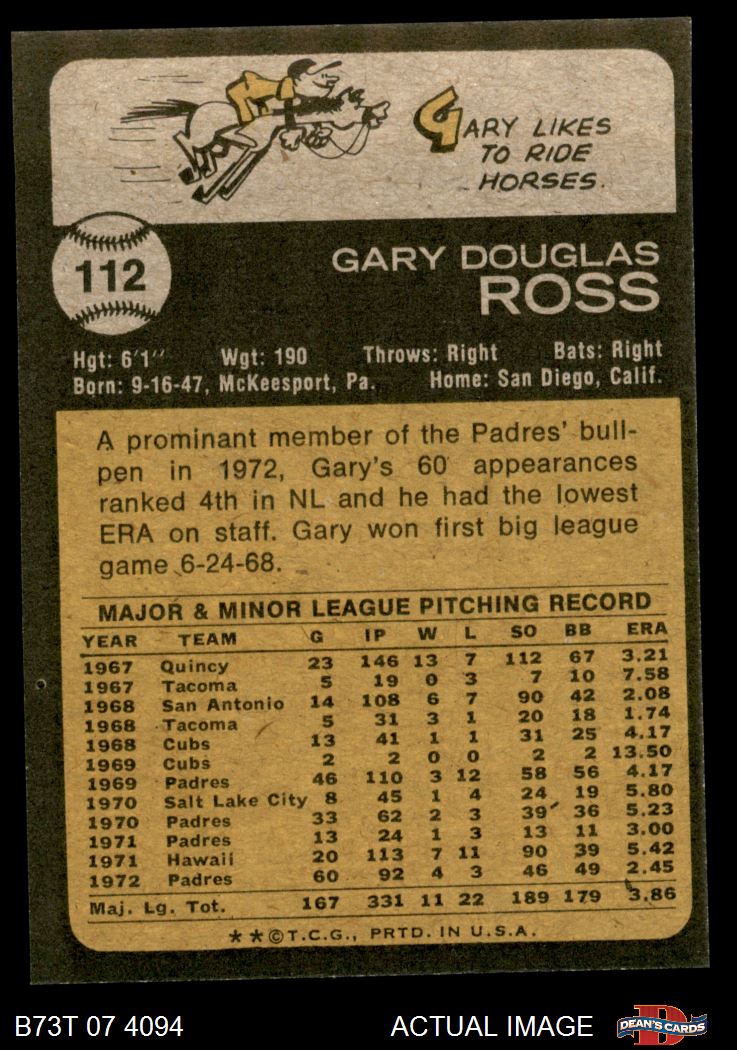 GARY LIKES
TO RIDE
HORSES.
112
GARY DOUGLAS
ROSS
Hgt: 6'1" Wgt: 190 Throws: Right Bats: Right
Born: 9-16-47, McKeesport, Pa. Home: San Diego, Calif.
A prominant member of the Padres' bull-
pen in 1972, Gary's 60 appearances
ranked 4th in NL and he had the lowest
ERA on staff. Gary won first big league
game 6-24-68.
MAJOR & MINOR LEAGUE PITCHING RECORD
YEAR TEAM G IP W L SO BB ERA
1967 Quincy 23 146 13 7 112 67 3.21
1967 Tacoma 5 19 0 3 7 10 7.58
1968 San Antonio 14 108 6 7 90 42 2.08
1968 Tacoma 5 31 3 1 20 18 1.74
1968 Cubs 13 41 1 1 31 25 4.17
1969 Cubs 2 2 0 0 2 2 13.50
1969 Padres 46 110 3 12 58 56 4.17
1970 Salt Lake City 8 45 1 4 24 19 5.80
1970 Padres 33 62 2 3 39 36 5.23
1971 Padres 13 24 1 3 13 11 3.00
1971 Hawaii 20 113 7 11 90 39 5.42
1972 Padres 60 92 4 3 46 49 2.45
Maj. Lg. Tot. 167 331 11 22 189 179 3.86
**©T.C.G., PRTD. IN U.S.A.
B73T 07 4094 ACTUAL IMAGE D DEAN'S CARDS